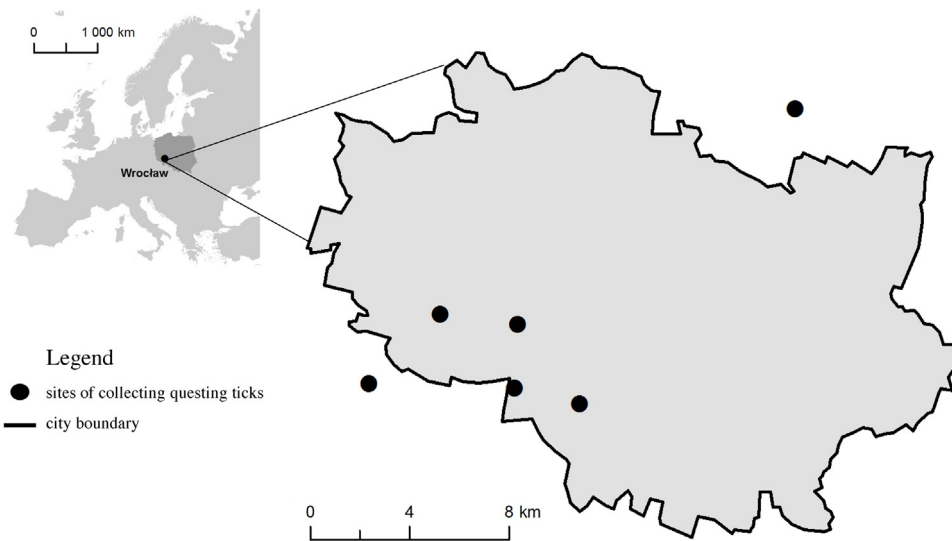 0 1 000 km
Wrocław
Legend
sites of collecting questing ticks
city boundary
0 4 8 km